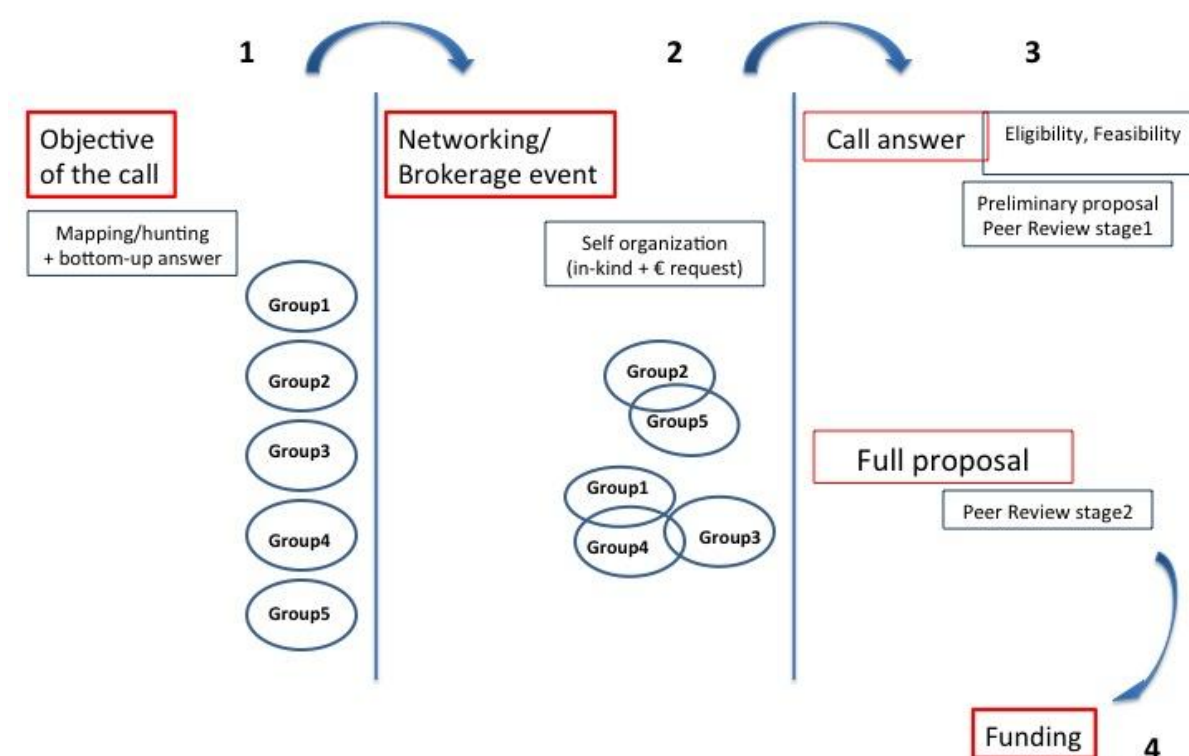 1
2
3
Objective
of the call
Mapping/hunting
+ bottom-up answer
Group1
Group2
Group3
Group4
Group5
Networking/
Brokerage event
Self organization
(in-kind + € request)
Group2
Group5
Group1
Group4
Group3
Call answer
Eligibility, Feasibility
Preliminary proposal
Peer Review stage1
Full proposal
Peer Review stage2
Funding
4